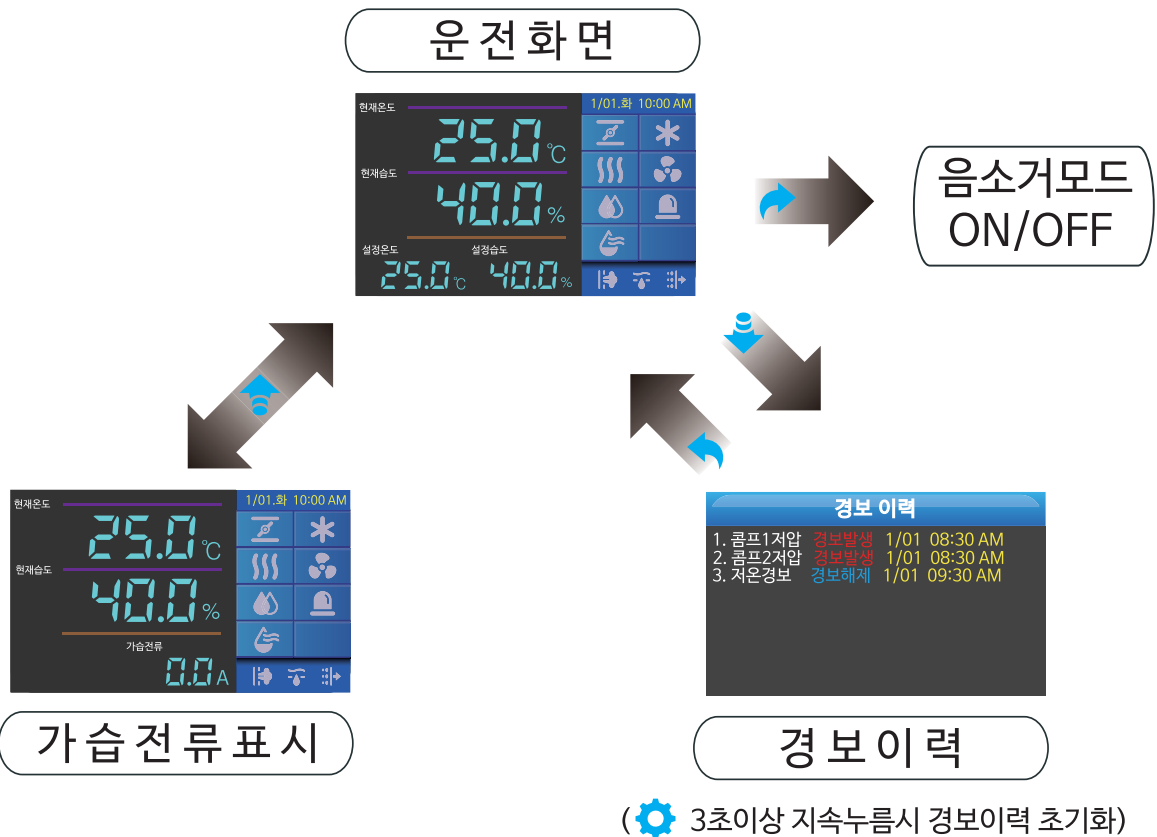 운전화면
현재온도
1/01.화 10:00 AM
25.0 ℃
현재습도
40.0 %
설정온도 설정습도
25.0 ℃ 40.0 %
음소거모드
ON/OFF
현재온도
1/01.화 10:00 AM
25.0 ℃
현재습도
40.0 %
가습전류
0.0 A
가습전류표시
경보 이력
1. 콤프1저압 경보발생 1/01 08:30 AM
2. 콤프2저압 경보발생 1/01 08:30 AM
3. 저온경보 경보해제 1/01 09:30 AM
경보이력
( 3초이상 지속누름시 경보이력 초기화)